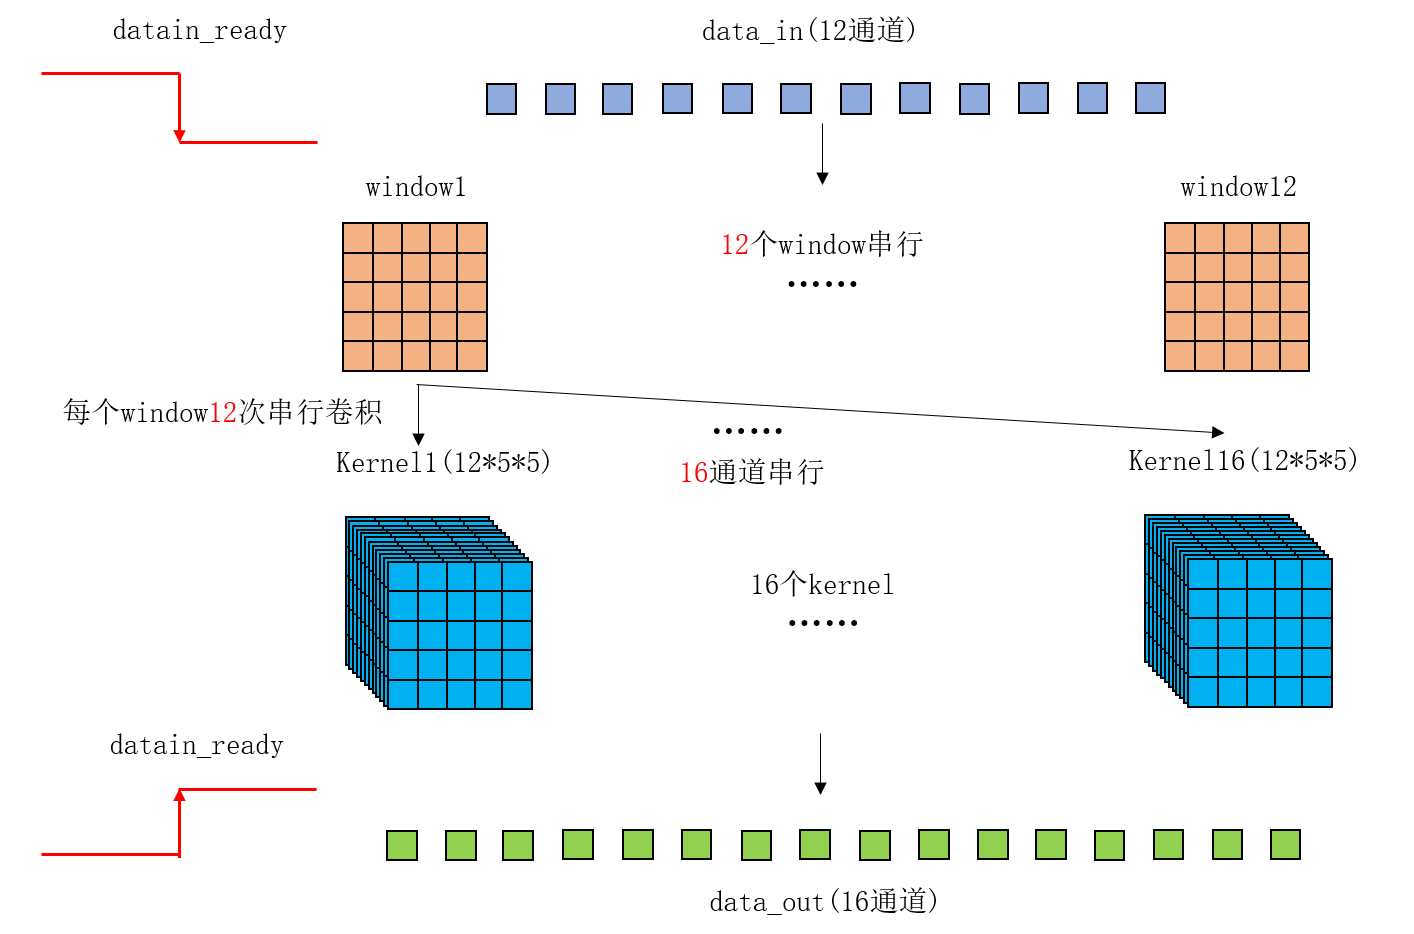 datain_ready
data_in(12通道)
window1
window12
12个window串行
……
每个window12次串行卷积
……
Kernel1(12*5*5)
16通道串行
Kernel16(12*5*5)
16个kernel
……
datain_ready
data_out(16通道)